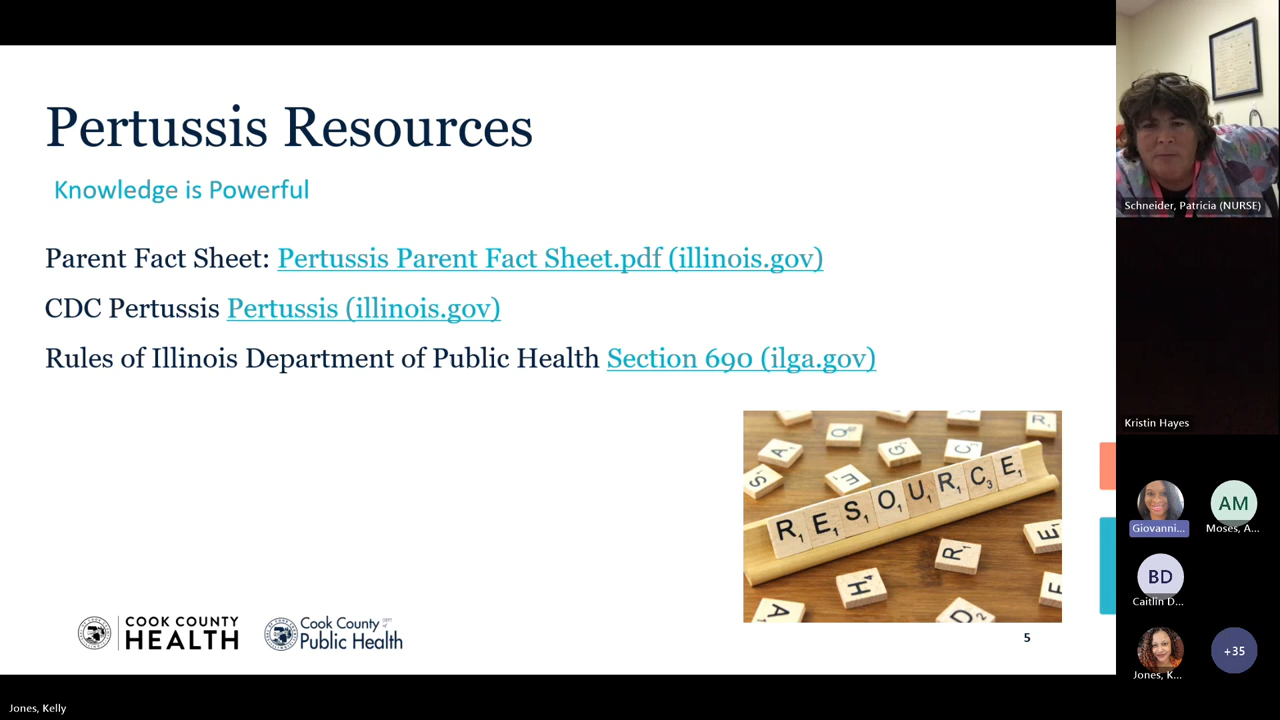 Pertussis Resources
Knowledge is Powerful
Parent Fact Sheet: Pertussis Parent Fact Sheet.pdf (illinois.gov)
CDC Pertussis Pertussis (illinois.gov)
Rules of Illinois Department of Public Health Section 690 (ilga.gov)
RESOURCE
COOK COUNTY
HEALTH
Cook County DEPT of
Public Health
5
Schneider, Patricia (NURSE)
Kristin Hayes
Giovanni...
AM
Moses, A...
BD
Caitlin D...
Jones, K...
+35
Jones, Kelly